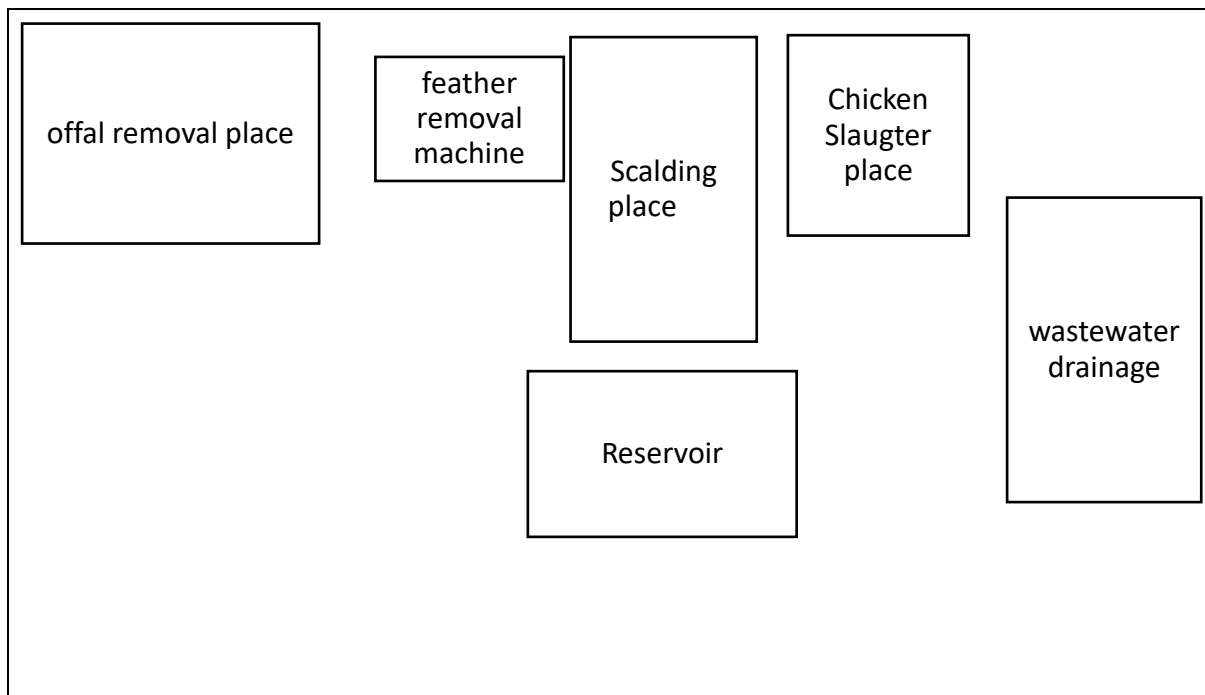 offal removal place
feather
removal
machine
Scalding
place
Chicken
Slaugter
place
wastewater
drainage
Reservoir